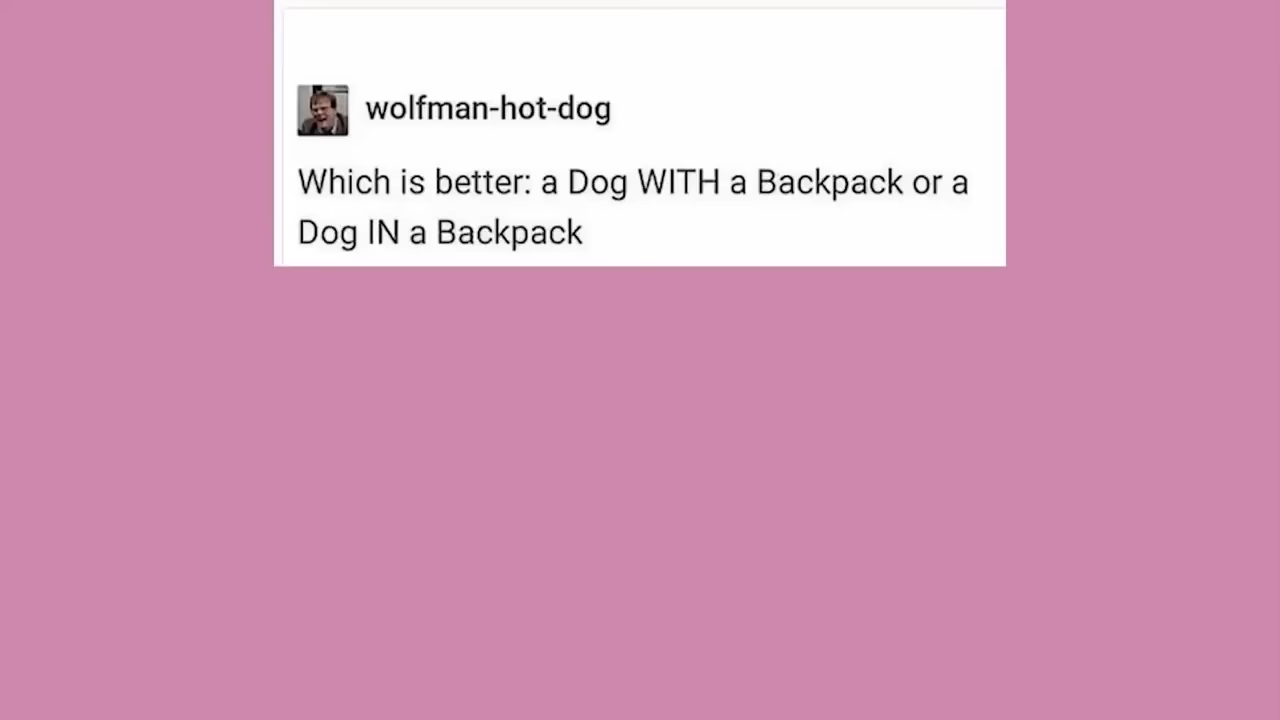 wolfman-hot-dog
Which is better: a Dog WITH a Backpack or a
Dog IN a Backpack